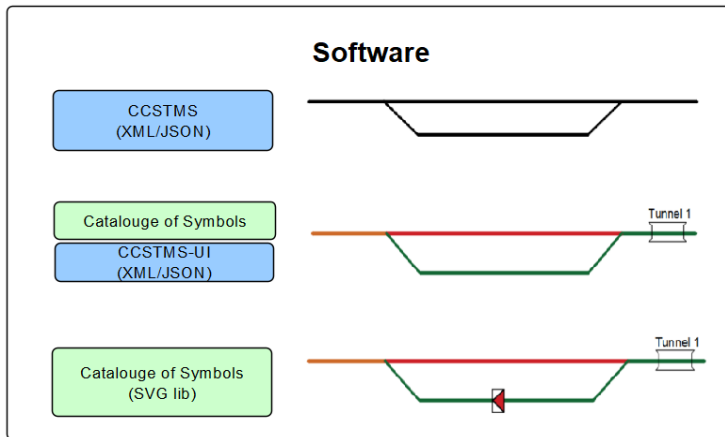 Software
CCSTMS
(XML/JSON)
Catalouge of Symbols
Tunnel 1
CCSTMS-UI
(XML/JSON)
Tunnel 1
Catalouge of Symbols
(SVG lib)